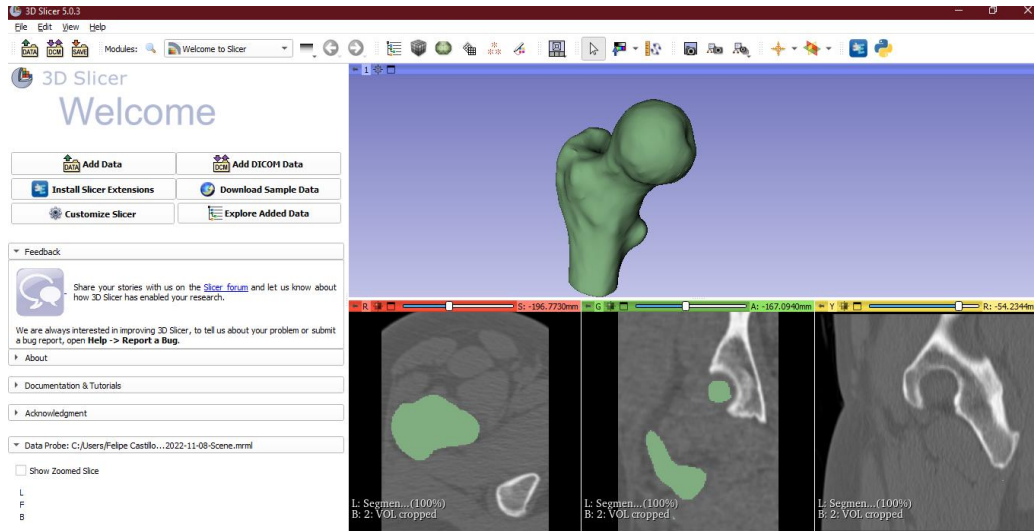 3D Slicer 5.0.3
File Edit View Help
DATA DCM SAVE Modules: Welcome to Slicer
3D Slicer
Welcome
DATA Add Data
DCM Add DICOM Data
Install Slicer Extensions
Download Sample Data
Customize Slicer
Explore Added Data
Feedback
Share your stories with us on the Slicer forum and let us know about
how 3D Slicer has enabled your research.
We are always interested in improving 3D Slicer, to tell us about your problem or submit
a bug report, open Help -> Report a Bug.
About
Documentation & Tutorials
Acknowledgment
Data Probe: C:/Users/Felipe Castillo...2022-11-08-Scene.mrml
Show Zoomed Slice
L
F
B
1
R S: -196.7730mm
G A: -167.0940mm
Y R: -54.2344mm
L: Segmen...(100%)
B: 2: VOL cropped
L: Segmen...(100%)
B: 2: VOL cropped
L: Segmen...(100%)
B: 2: VOL cropped